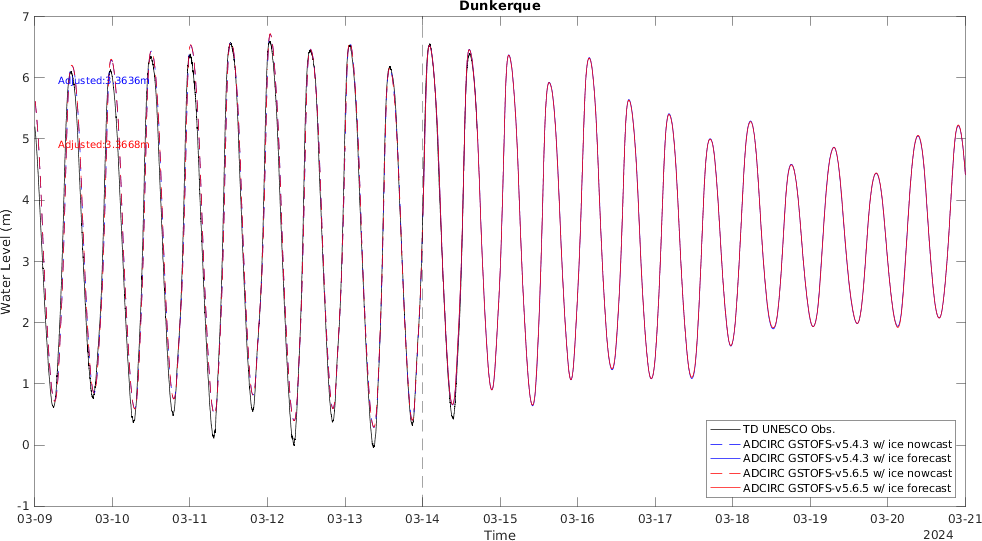 Dunkerque
7
6
5
4
3
2
1
0
-1
Water Level (m)
Adjusted:3.3636m
Adjusted:3.3668m
TD UNESCO Obs.
ADCIRC GSTOFS-v5.4.3 w/ ice nowcast
ADCIRC GSTOFS-v5.4.3 w/ ice forecast
ADCIRC GSTOFS-v5.6.5 w/ ice nowcast
ADCIRC GSTOFS-v5.6.5 w/ ice forecast
03-09 03-10 03-11 03-12 03-13 03-14 03-15 03-16 03-17 03-18 03-19 03-20 03-21
Time
2024